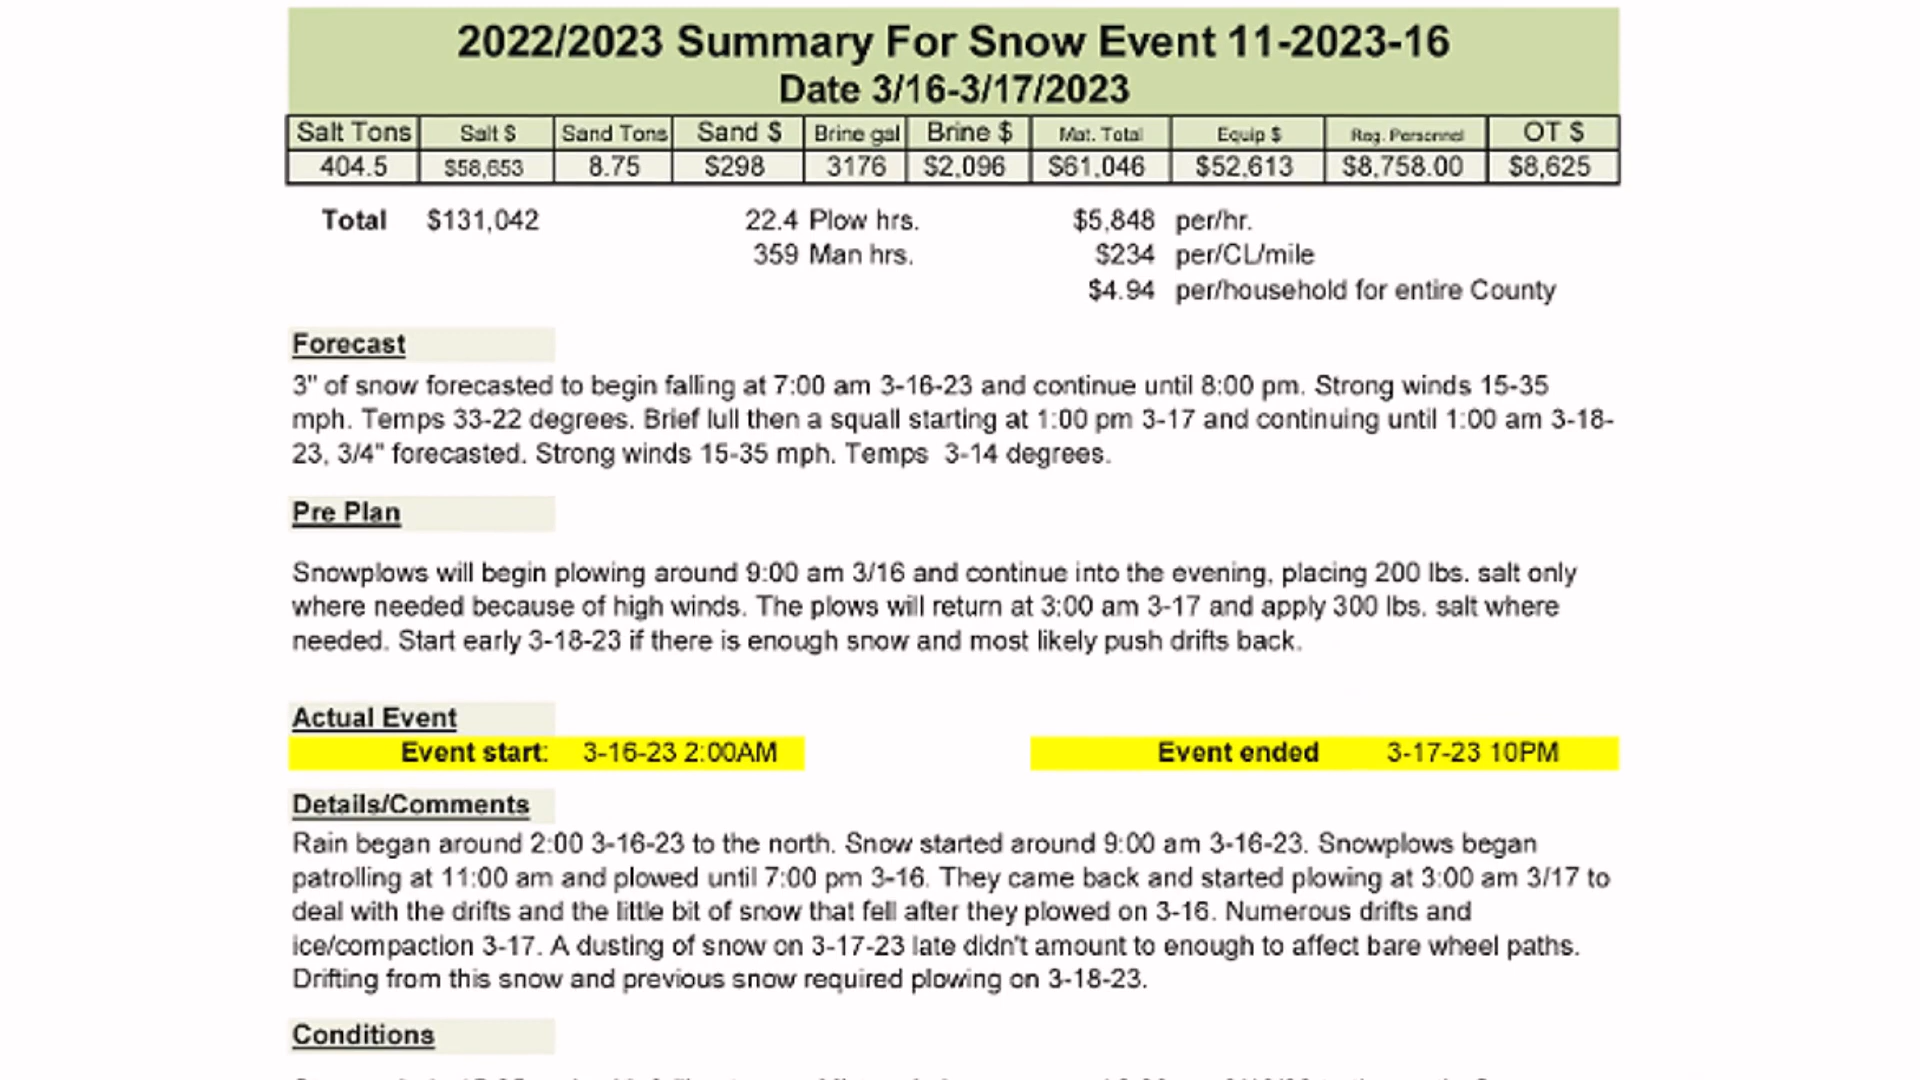 2022/2023 Summary For Snow Event 11-2023-16
Date 3/16-3/17/2023
Salt Tons Salt $ Sand Tons Sand $ Brine gal Brine $ Mat. Total Equip $ Reg. Personnel OT $
404.5 $58,653 8.75 $298 3176 $2,096 $61,046 $52,613 $8,758.00 $8,625
Total $131,042 22.4 Plow hrs. $5,848 per/hr.
359 Man hrs. $234 per/CL/mile
$4.94 per/household for entire County
Forecast
3" of snow forecasted to begin falling at 7:00 am 3-16-23 and continue until 8:00 pm. Strong winds 15-35
mph. Temps 33-22 degrees. Brief lull then a squall starting at 1:00 pm 3-17 and continuing until 1:00 am 3-18-
23, 3/4" forecasted. Strong winds 15-35 mph. Temps 3-14 degrees.
Pre Plan
Snowplows will begin plowing around 9:00 am 3/16 and continue into the evening, placing 200 lbs. salt only
where needed because of high winds. The plows will return at 3:00 am 3-17 and apply 300 lbs. salt where
needed. Start early 3-18-23 if there is enough snow and most likely push drifts back.
Actual Event
Event start: 3-16-23 2:00AM Event ended 3-17-23 10PM
Details/Comments
Rain began around 2:00 3-16-23 to the north. Snow started around 9:00 am 3-16-23. Snowplows began
patrolling at 11:00 am and plowed until 7:00 pm 3-16. They came back and started plowing at 3:00 am 3/17 to
deal with the drifts and the little bit of snow that fell after they plowed on 3-16. Numerous drifts and
ice/compaction 3-17. A dusting of snow on 3-17-23 late didn't amount to enough to affect bare wheel paths.
Drifting from this snow and previous snow required plowing on 3-18-23.
Conditions